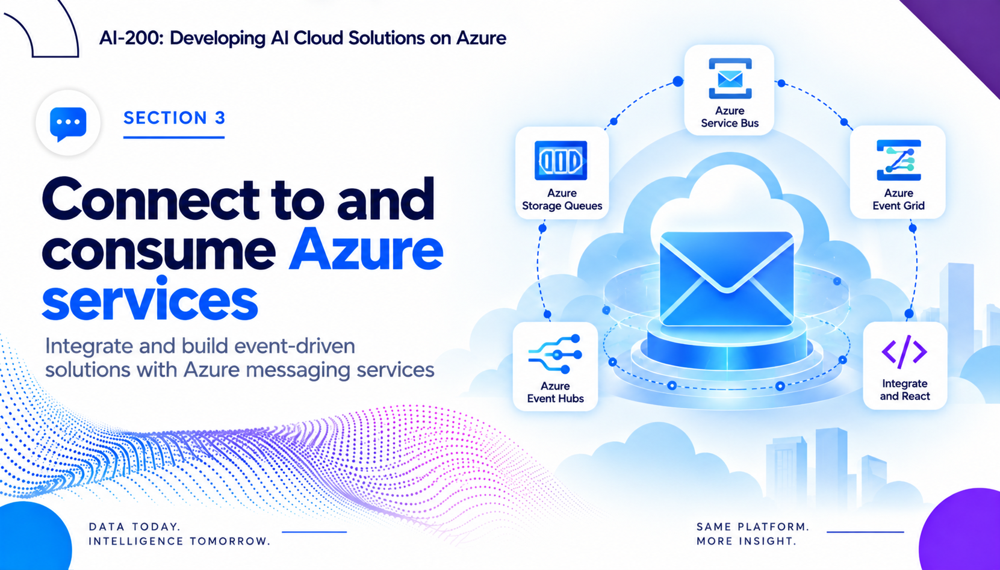 AI-200: Developing AI Cloud Solutions on Azure
SECTION 3
Connect to and
consume Azure
services
Integrate and build event-driven
solutions with Azure messaging services
Azure
Service Bus
Azure
Storage Queues
Azure
Event Grid
Azure
Event Hubs
Integrate
and React
DATA TODAY.
INTELLIGENCE TOMORROW.
SAME PLATFORM.
MORE INSIGHT.